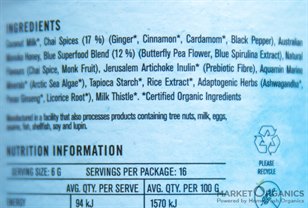 INGREDIENTS
Coconut Milk*, Chai Spices (17 %) (Ginger*, Cinnamon*, Cardamom*, Black Pepper), Australian
Manuka Honey, Blue Superfood Blend (12 %) (Butterfly Pea Flower, Blue Spirulina Extract), Natural
Flavours (Chai Spice, Monk Fruit), Jerusalem Artichoke Inulin* (Prebiotic Fibre), Aquamin Marine
Minerals* (Arctic Sea Algae*), Tapioca Starch*, Rice Extract*, Adaptogenic Herbs (Ashwagandha*,
Ginseng*, Licorice Root*), Milk Thistle*. *Certified Organic Ingredients
Manufactured in a facility that also processes products containing tree nuts, milk, eggs,
sesame, fish, shellfish, soy and lupin.
NUTRITION INFORMATION
SERVING SIZE: 6 G
SERVINGS PER PACKAGE: 16
AVG. QTY. PER SERVE
AVG. QTY. PER 100 G
ENERGY
94 kJ
1570 kJ
PLEASE
RECYCLE
MARKET ORGANICS
Powered by Honest Fresh Organics